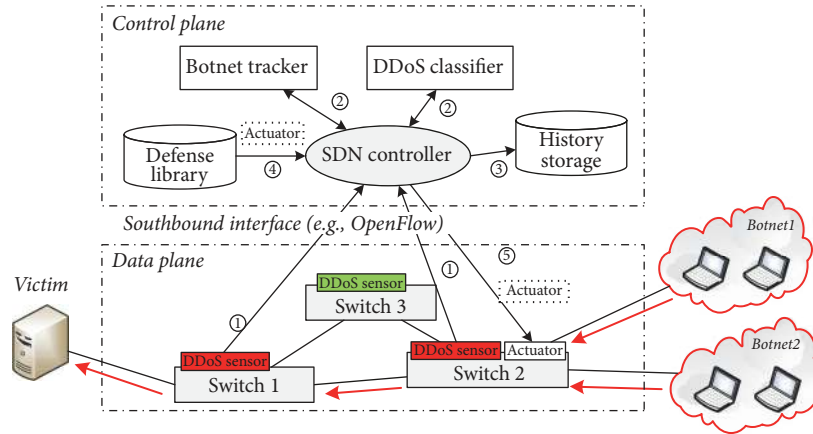 Control plane
Botnet tracker
DDoS classifier
②
②
Actuator
Defense
library
④
SDN controller
③
History
storage
Southbound interface (e.g., OpenFlow)
Data plane
⑤
Botnet1
Victim
①
①
DDoS sensor
Switch 3
Actuator
Botnet2
DDoS sensor
Switch 1
DDoS sensor
Actuator
Switch 2